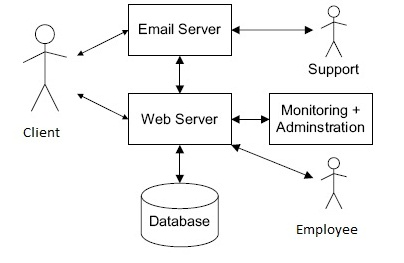 Email Server
Support
Client
Web Server
Monitoring +
Adminstration
Database
Employee